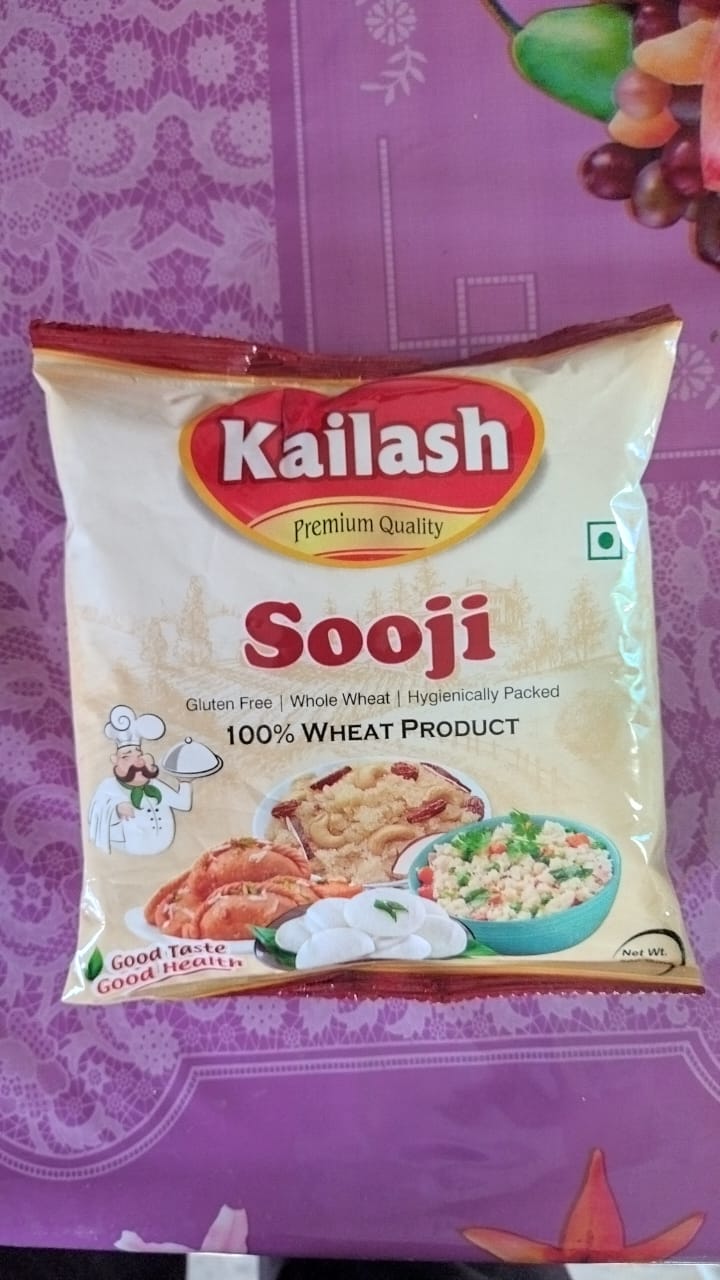 Kailash
Premium Quality
Sooji
Gluten Free | Whole Wheat | Hygienically Packed
100% WHEAT PRODUCT
Good Taste
Good Health
Net Wt.